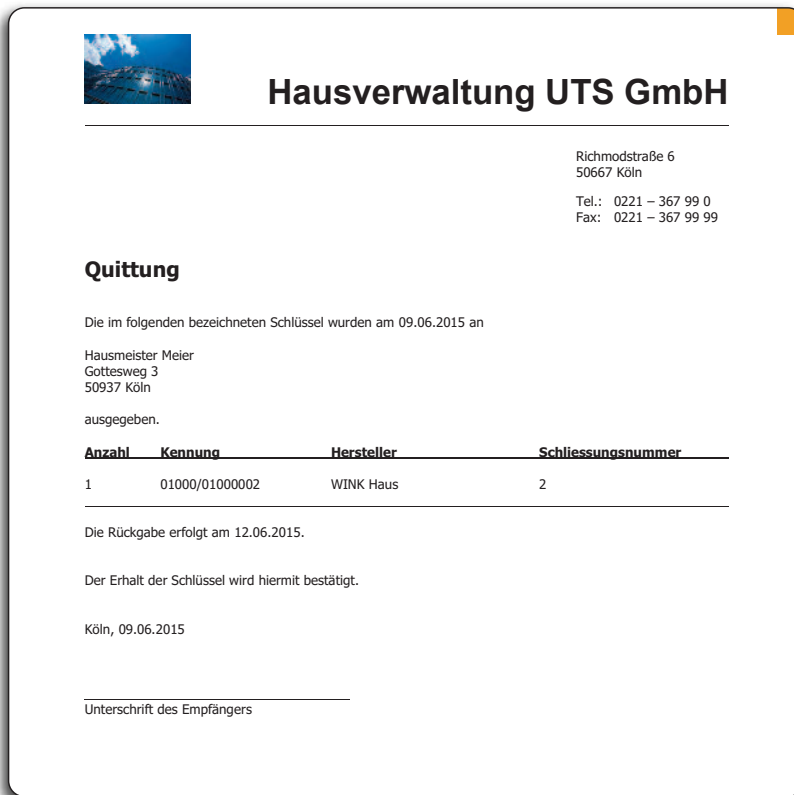 Hausverwaltung UTS GmbH
Richmodstraße 6
50667 Köln
Tel.: 0221 – 367 99 0
Fax: 0221 – 367 99 99
Quittung
Die im folgenden bezeichneten Schlüssel wurden am 09.06.2015 an
Hausmeister Meier
Gottesweg 3
50937 Köln
ausgegeben.
Anzahl Kennung Hersteller Schliessungsnummer
1 01000/01000002 WINK Haus 2
Die Rückgabe erfolgt am 12.06.2015.
Der Erhalt der Schlüssel wird hiermit bestätigt.
Köln, 09.06.2015
Unterschrift des Empfängers